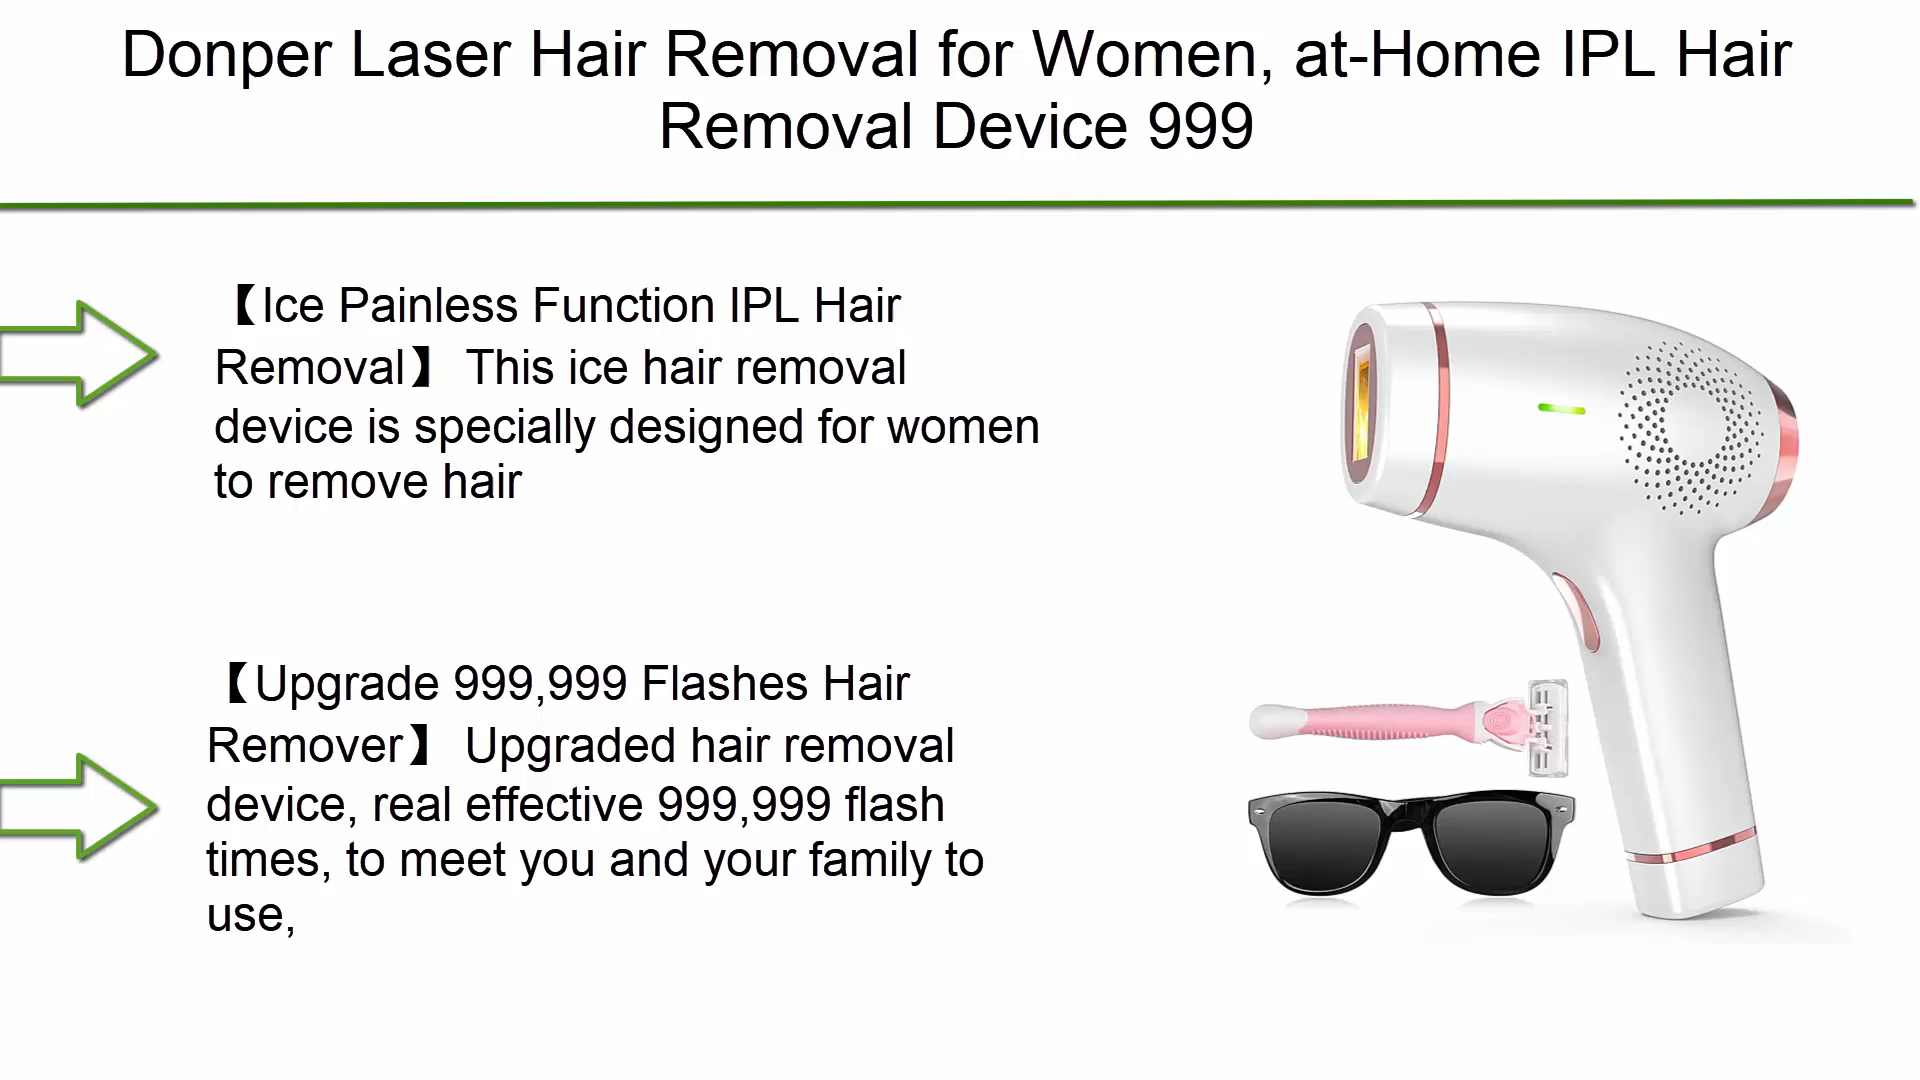 Donper Laser Hair Removal for Women, at-Home IPL Hair
Removal Device 999
【Ice Painless Function IPL Hair
Removal】 This ice hair removal
device is specially designed for women
to remove hair
【Upgrade 999,999 Flashes Hair
Remover】 Upgraded hair removal
device, real effective 999,999 flash
times, to meet you and your family to
use,